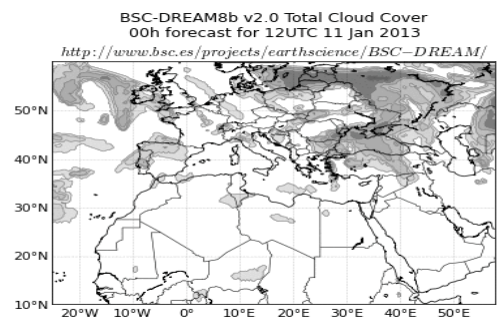 BSC-DREAM8b v2.0 Total Cloud Cover
00h forecast for 12UTC 11 Jan 2013
http://www.bsc.es/projects/earthscience/BSC-DREAM/
50°N
40°N
30°N
20°N
10°N
20°W 10°W 0° 10°E 20°E 30°E 40°E 50°E